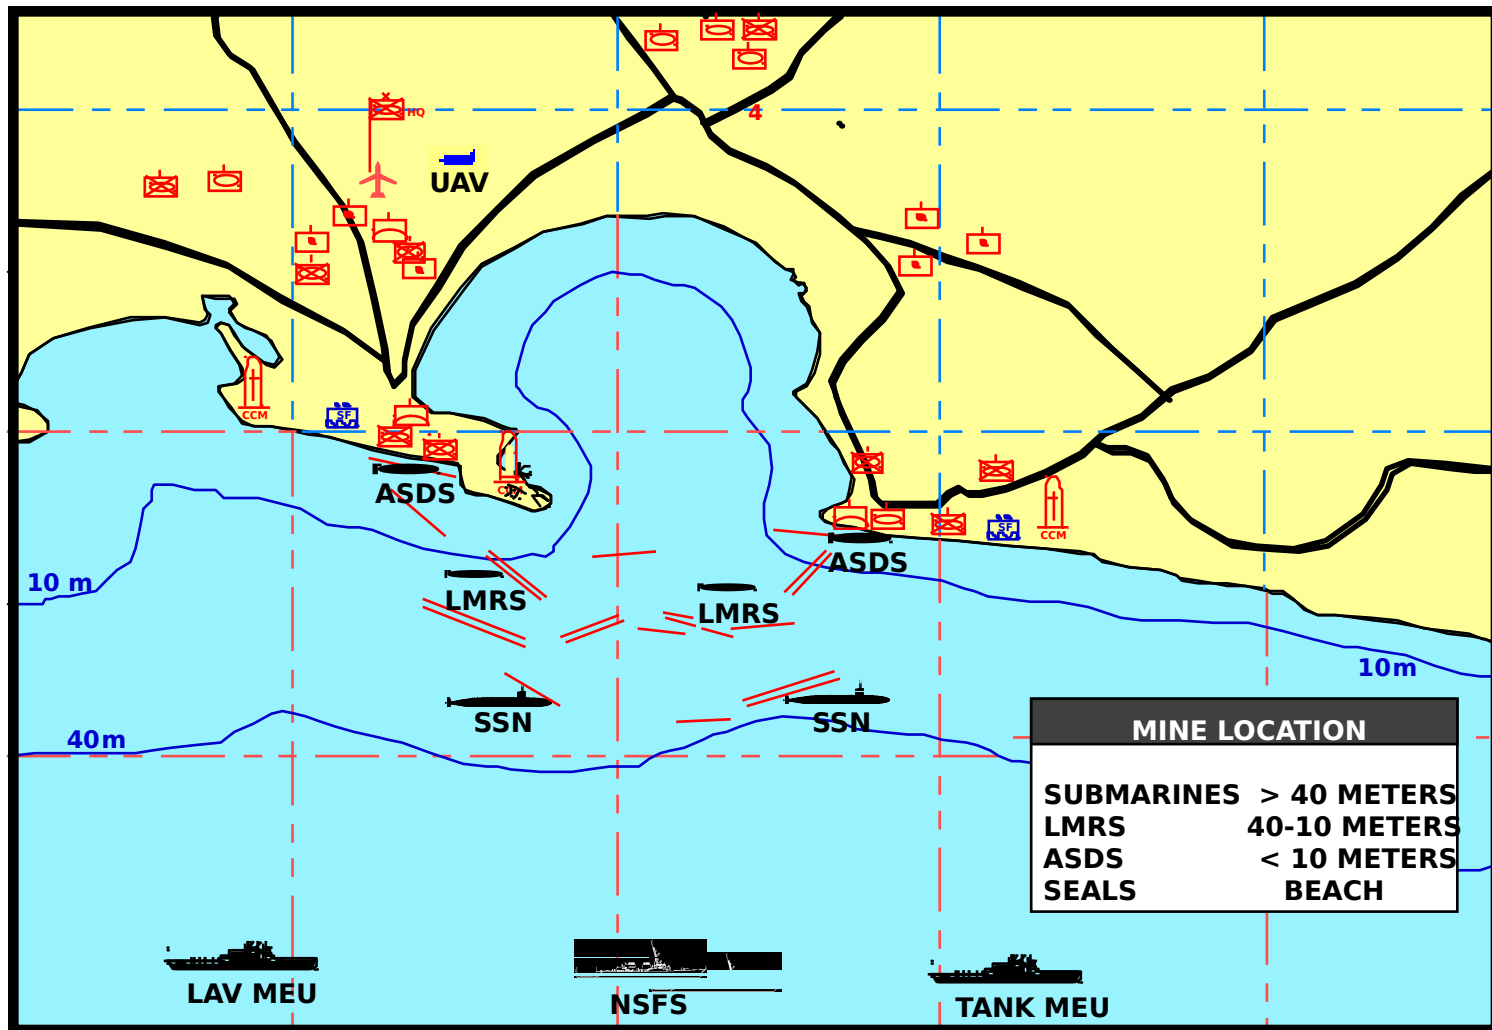 HQ
4
UAV
CCM
SF
ASDS
CCM
SF
CCM
ASDS
10 m
LMRS
LMRS
10m
SSN
SSN
40m
MINE LOCATION
SUBMARINES > 40 METERS
LMRS 40-10 METERS
ASDS < 10 METERS
SEALS BEACH
LAV MEU
NSFS
TANK MEU